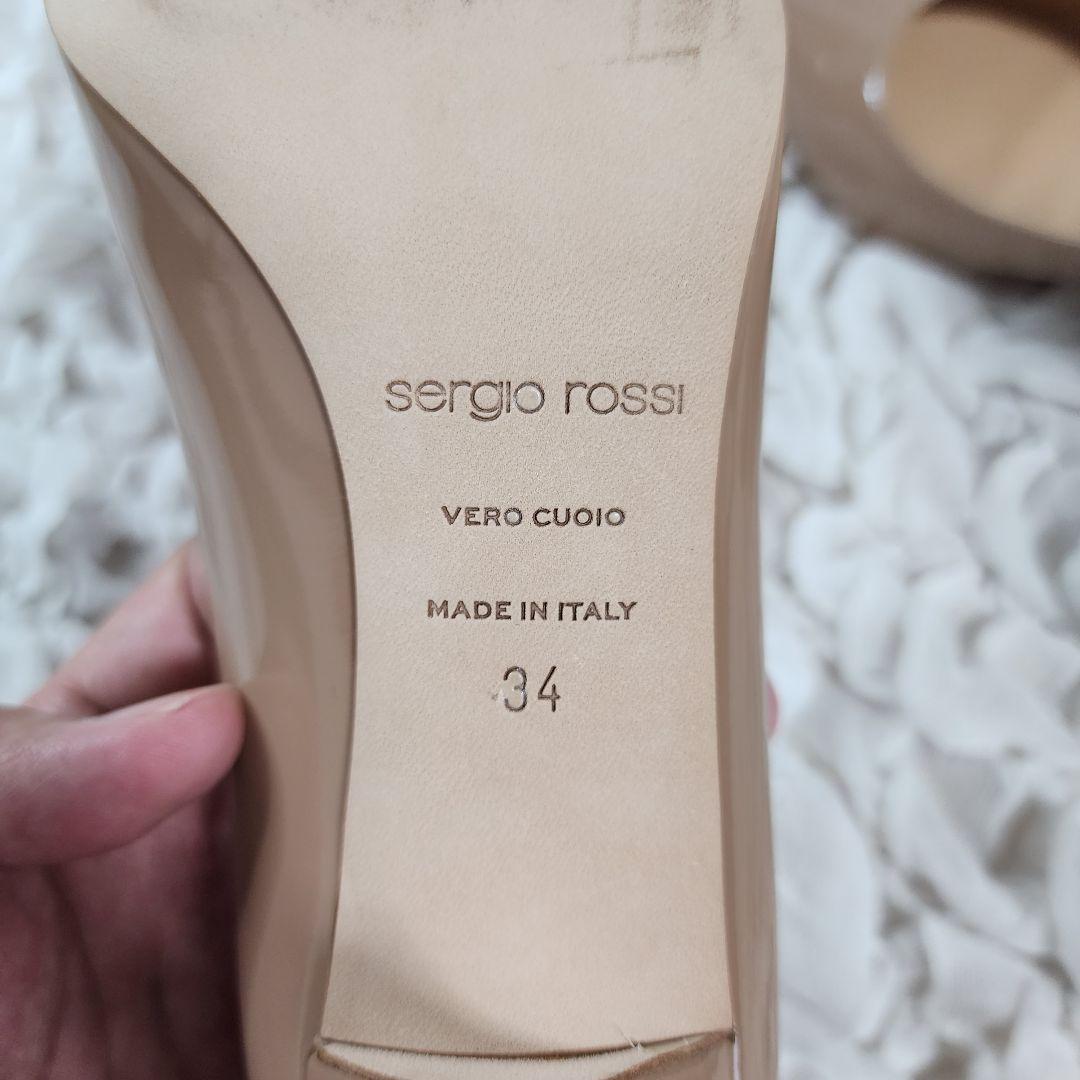 sergio rossi
VERO CUOIO
MADE IN ITALY
34